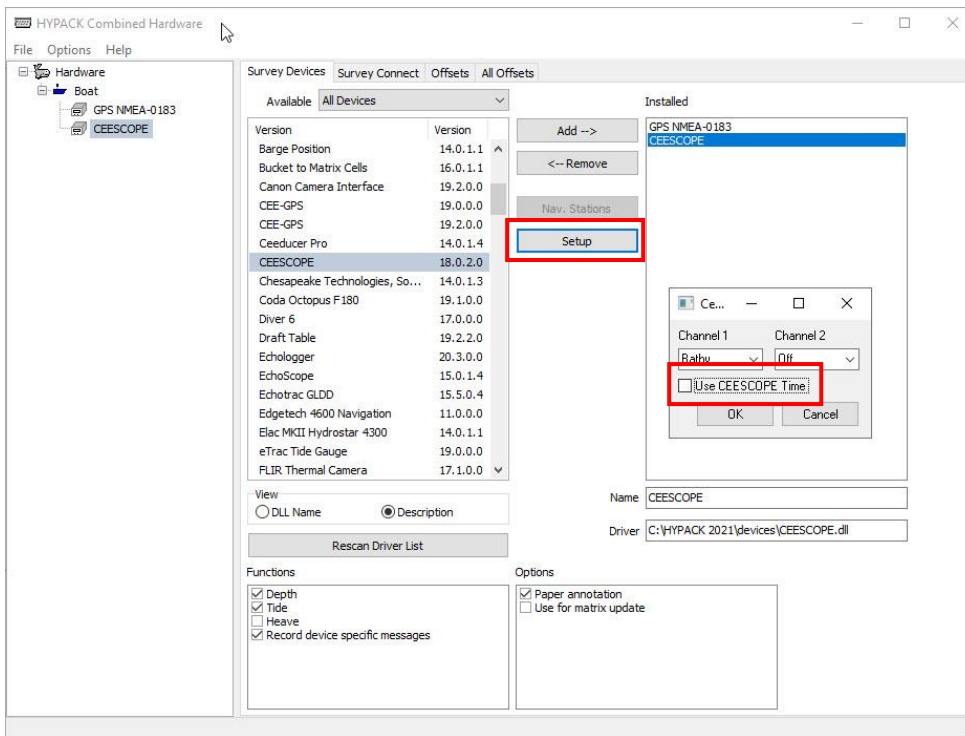 HYPACK Combined Hardware
File Options Help
Hardware
Boat
GPS NMEA-0183
CEESCOPE
Survey Devices Survey Connect Offsets All Offsets
Available All Devices
Version Version
Barge Position 14.0.1.1
Bucket to Matrix Cells 16.0.1.1
Canon Camera Interface 19.2.0.0
CEE-GPS 19.0.0.0
CEE-GPS 19.2.0.0
Ceeducer Pro 14.0.1.4
CEESCOPE 18.0.2.0
Chesapeake Technologies, So... 14.0.1.3
Coda Octopus F180 19.1.0.0
Diver 6 17.0.0.0
Draft Table 19.2.2.0
Echologger 20.3.0.0
EchoScope 15.0.1.4
Echotrac GLDD 15.5.0.4
Edgetech 4600 Navigation 11.0.0.0
Elac MKII Hydrostar 4300 14.0.1.1
eTrac Tide Gauge 19.0.0.0
FLIR Thermal Camera 17.1.0.0
Add -->
<-- Remove
Nav. Stations
Setup
Installed
GPS NMEA-0183
CEESCOPE
Ce...
Channel 1 Channel 2
Bathy Off
Use CEESCOPE Time
OK Cancel
View
DLL Name Description
Rescan Driver List
Name CEESCOPE
Driver C:\HYPACK 2021\devices\CEESCOPE.dll
Functions
Depth
Tide
Heave
Record device specific messages
Options
Paper annotation
Use for matrix update